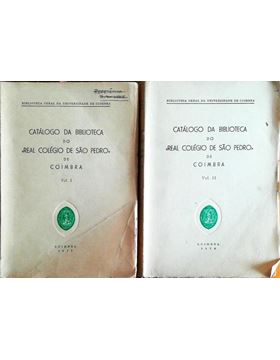 BIBLIOTECA GERAL DA UNIVERSIDADE DE COIMBRA
CATÁLOGO DA BIBLIOTECA
DO
«REAL COLÉGIO DE SÃO PEDRO»
DE
COIMBRA
Vol. I
COIMBRA
BIBLIOTECA GERAL DA UNIVERSIDADE DE COIMBRA
CATÁLOGO DA BIBLIOTECA
DO
«REAL COLÉGIO DE SÃO PEDRO»
DE
COIMBRA
Vol. II
COIMBRA